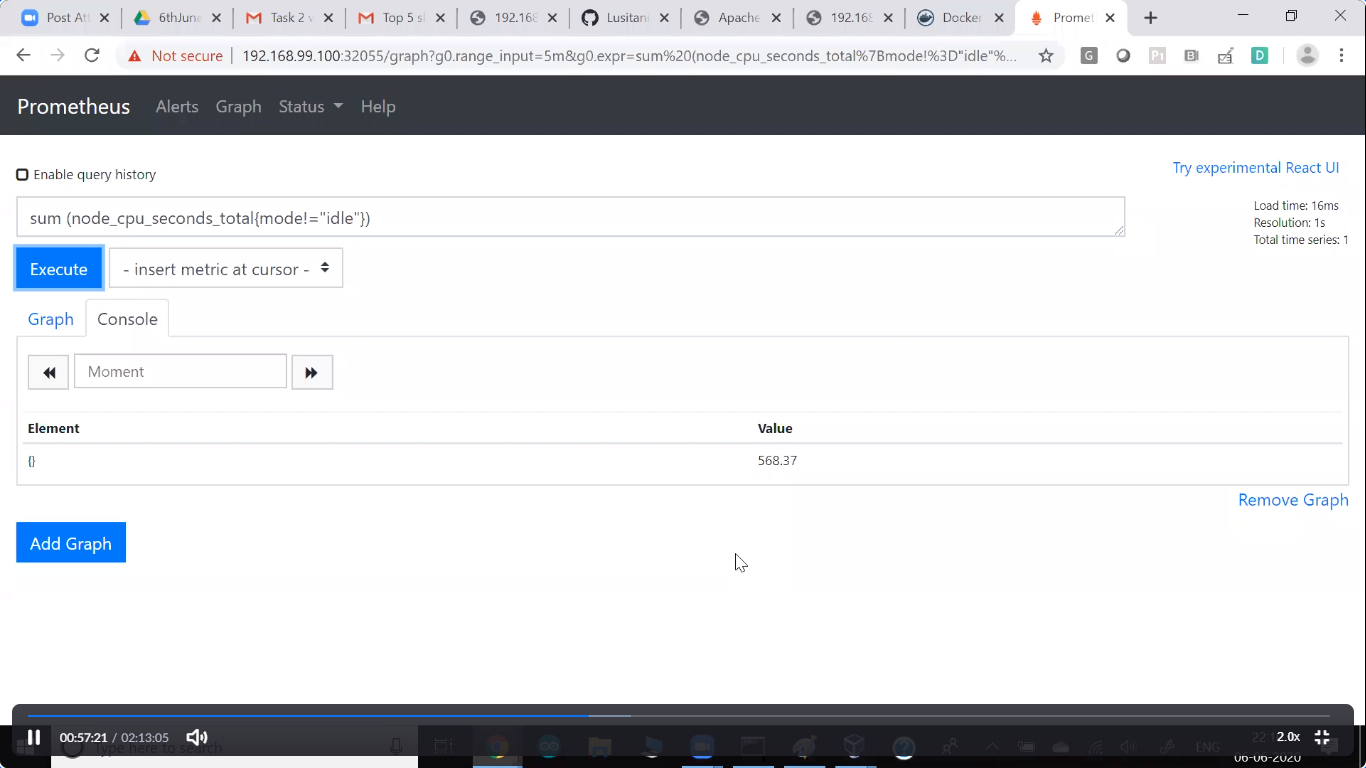 Post Att
6thJune
Task 2 v
Top 5 sl
192.168
Lusitani
Apache
192.168
Docker
Promet
Not secure
192.168.99.100:32055/graph?g0.range_input=5m&g0.expr=sum%20(node_cpu_seconds_total%7Bmode!%3D"idle"%...
Prometheus
Alerts
Graph
Status
Help
Enable query history
Try experimental React UI
sum (node_cpu_seconds_total{mode!="idle"})
Load time: 16ms
Resolution: 1s
Total time series: 1
Execute
- insert metric at cursor -
Graph
Console
Moment
Element
Value
{}
568.37
Remove Graph
Add Graph
00:57:21 / 02:13:05
Type here to search
ENG
2.0x
06-06-2020